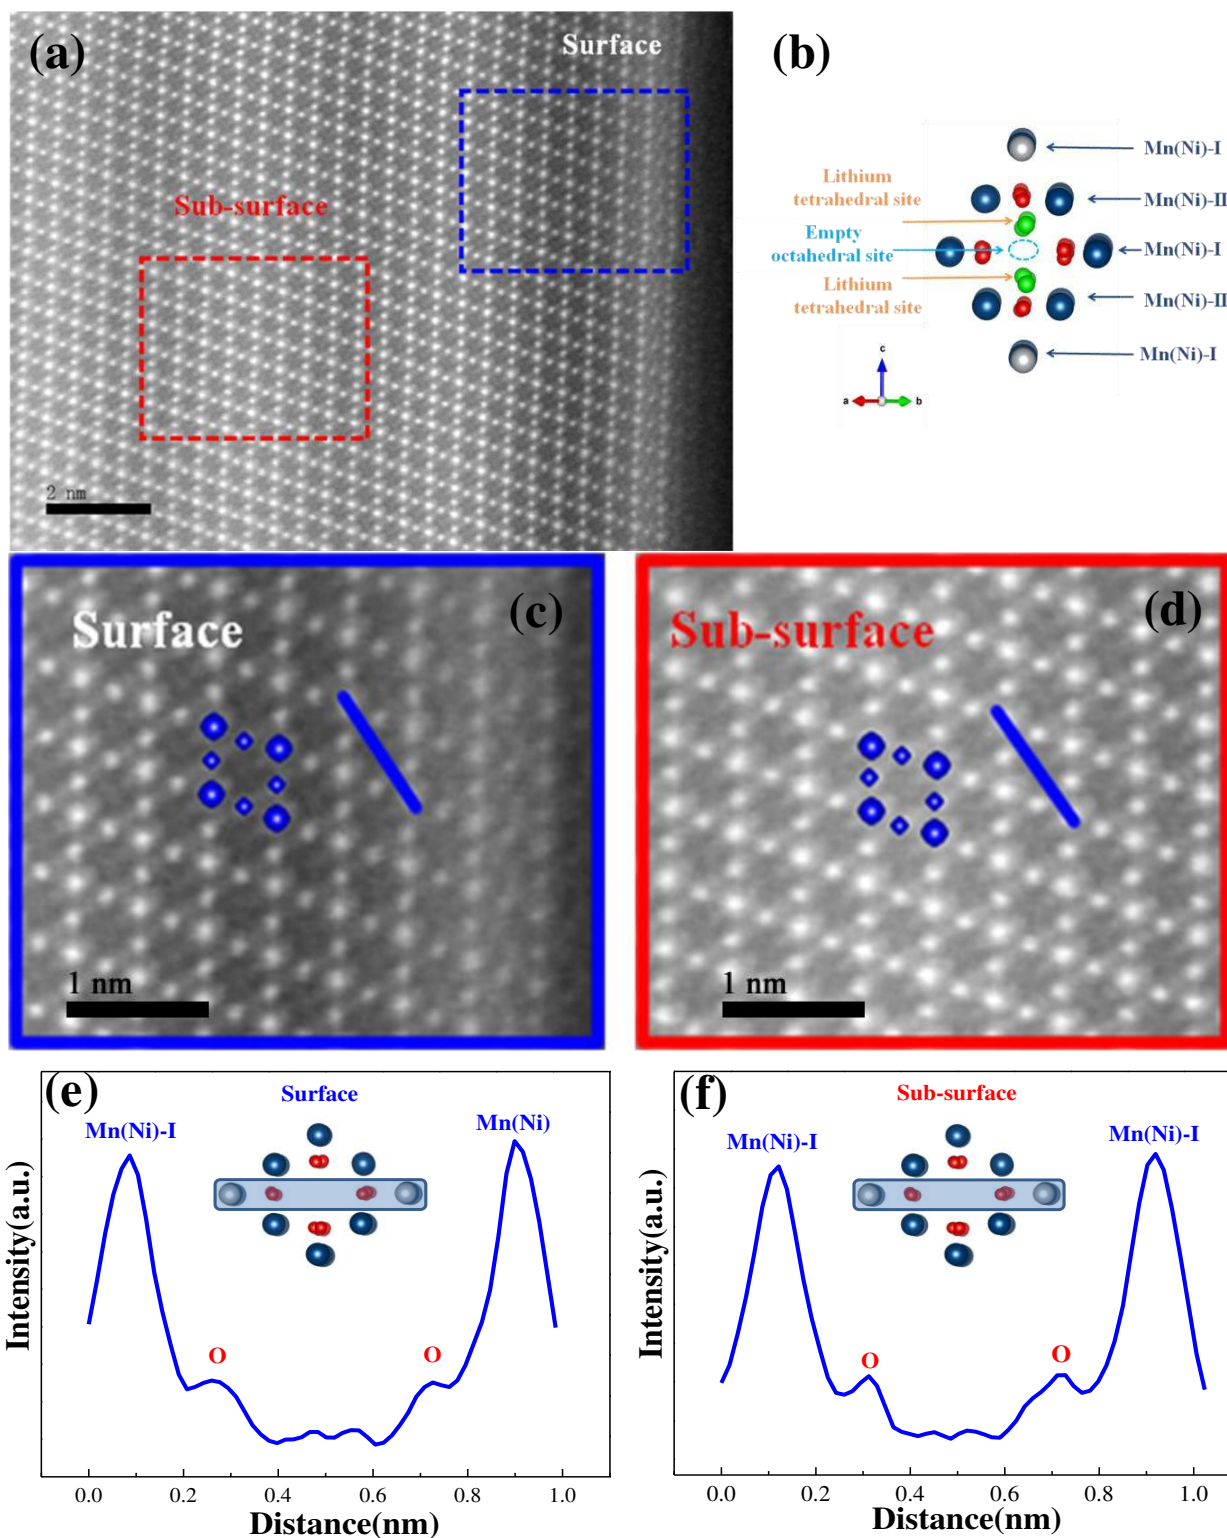 (a)
Surface
Sub-surface
2 nm
(b)
Mn(Ni)-I
Lithium
tetrahedral site
Mn(Ni)-II
Empty
octahedral site
Mn(Ni)-I
Lithium
tetrahedral site
Mn(Ni)-II
Mn(Ni)-I
c
a
b
(c)
Surface
1 nm
(d)
Sub-surface
1 nm
(e)
Surface
Mn(Ni)-I
Mn(Ni)
O
O
Intensity(a.u.)
0.0 0.2 0.4 0.6 0.8 1.0
Distance(nm)
(f)
Sub-surface
Mn(Ni)-I
Mn(Ni)-I
O
O
Intensity(a.u.)
0.0 0.2 0.4 0.6 0.8 1.0
Distance(nm)